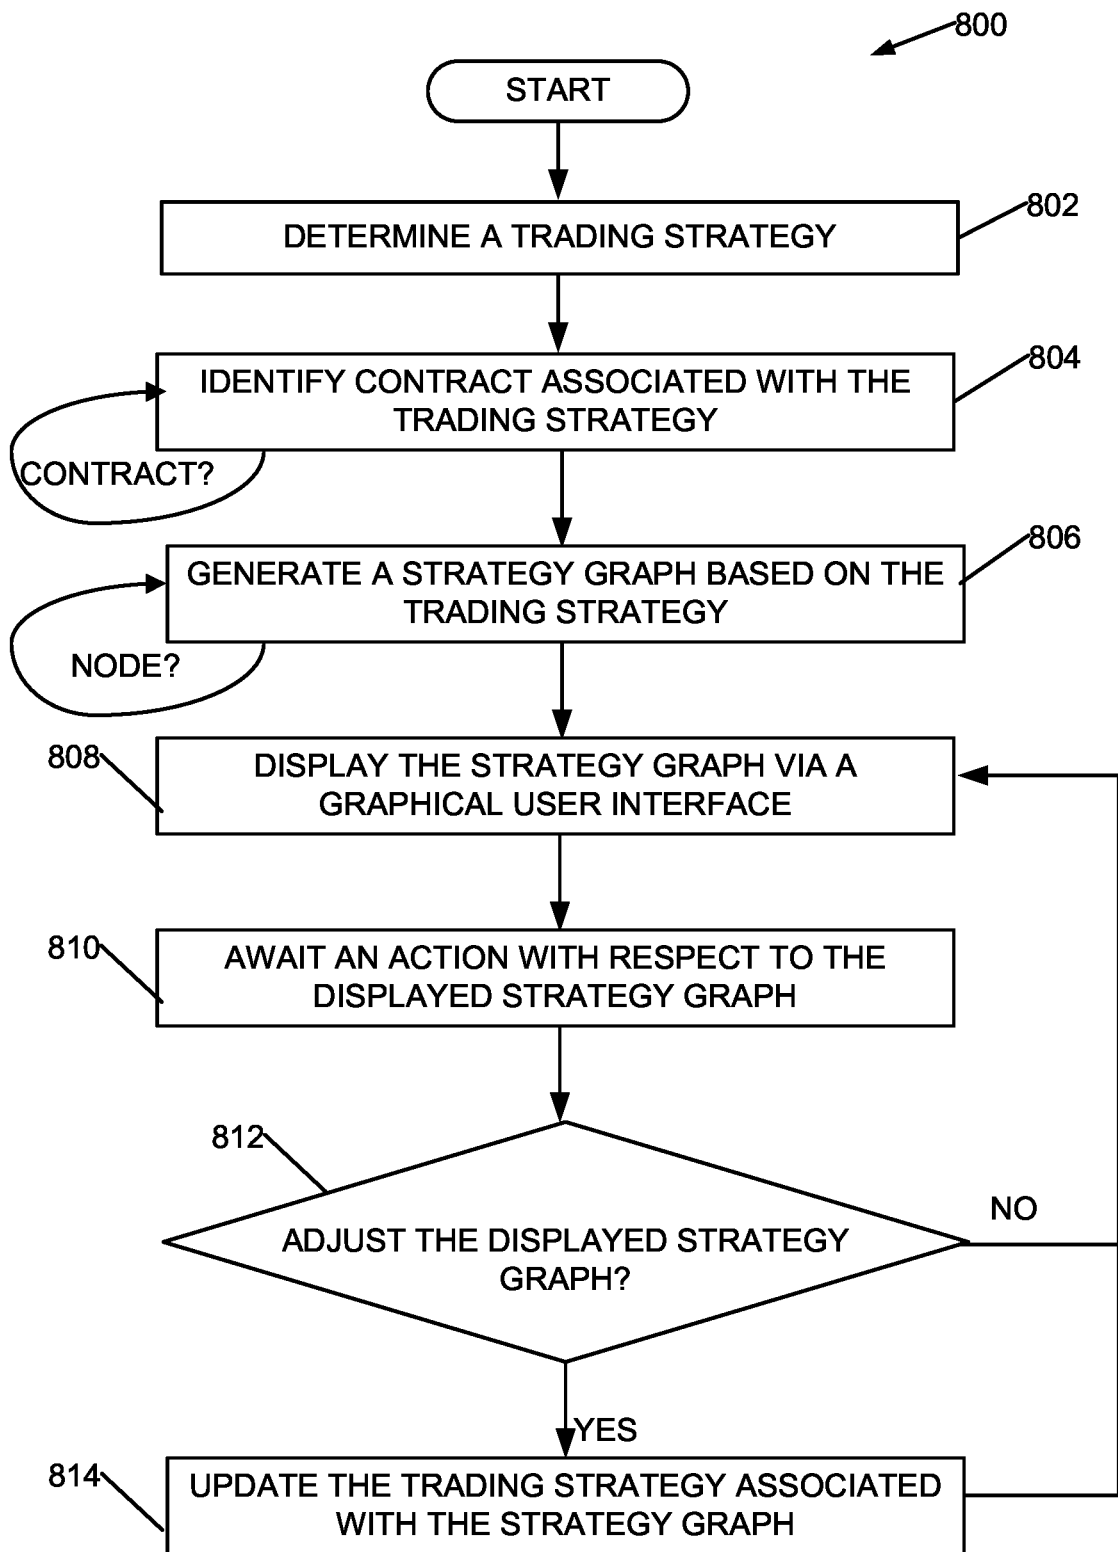 800
START
802
DETERMINE A TRADING STRATEGY
804
IDENTIFY CONTRACT ASSOCIATED WITH THE
TRADING STRATEGY
CONTRACT?
806
GENERATE A STRATEGY GRAPH BASED ON THE
TRADING STRATEGY
NODE?
808
DISPLAY THE STRATEGY GRAPH VIA A
GRAPHICAL USER INTERFACE
810
AWAIT AN ACTION WITH RESPECT TO THE
DISPLAYED STRATEGY GRAPH
812
NO
ADJUST THE DISPLAYED STRATEGY
GRAPH?
YES
814
UPDATE THE TRADING STRATEGY ASSOCIATED
WITH THE STRATEGY GRAPH